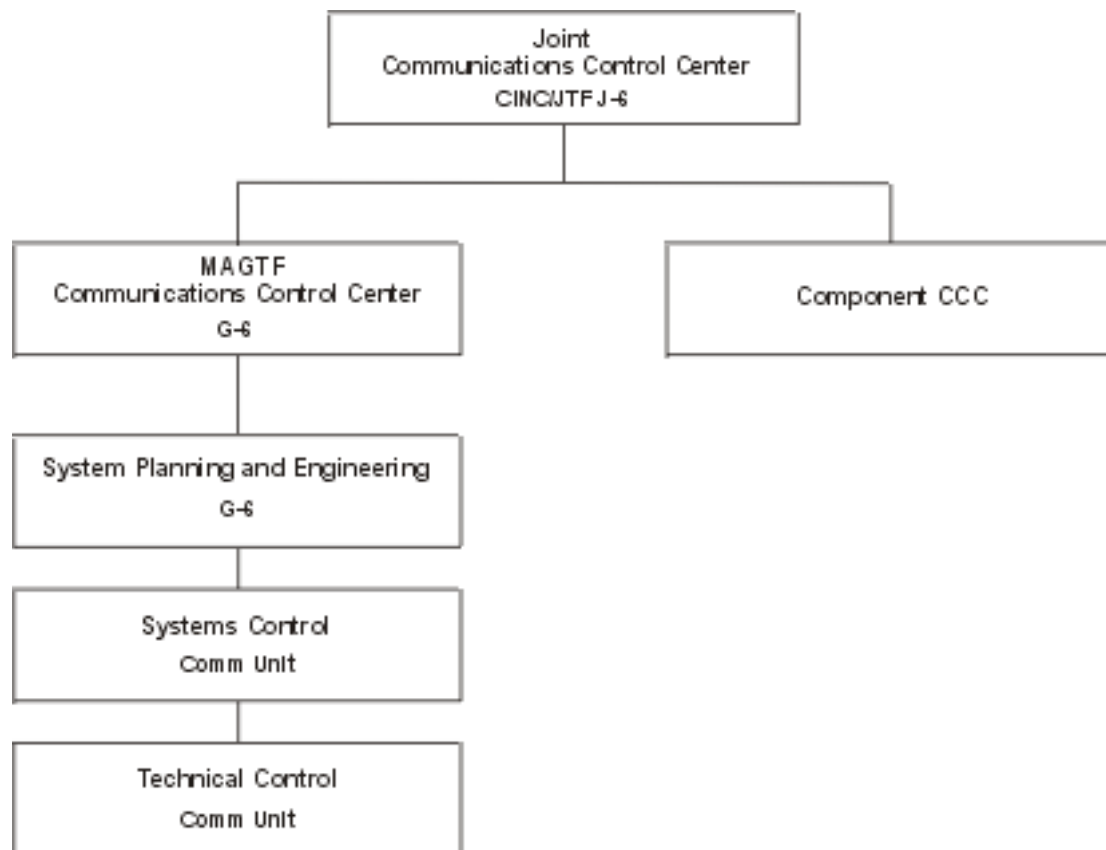 Joint
Communications Control Center
CINC/JTF J-6
MAGTF
Communications Control Center
G-6
Component CCC
System Planning and Engineering
G-6
Systems Control
Comm Unit
Technical Control
Comm Unit